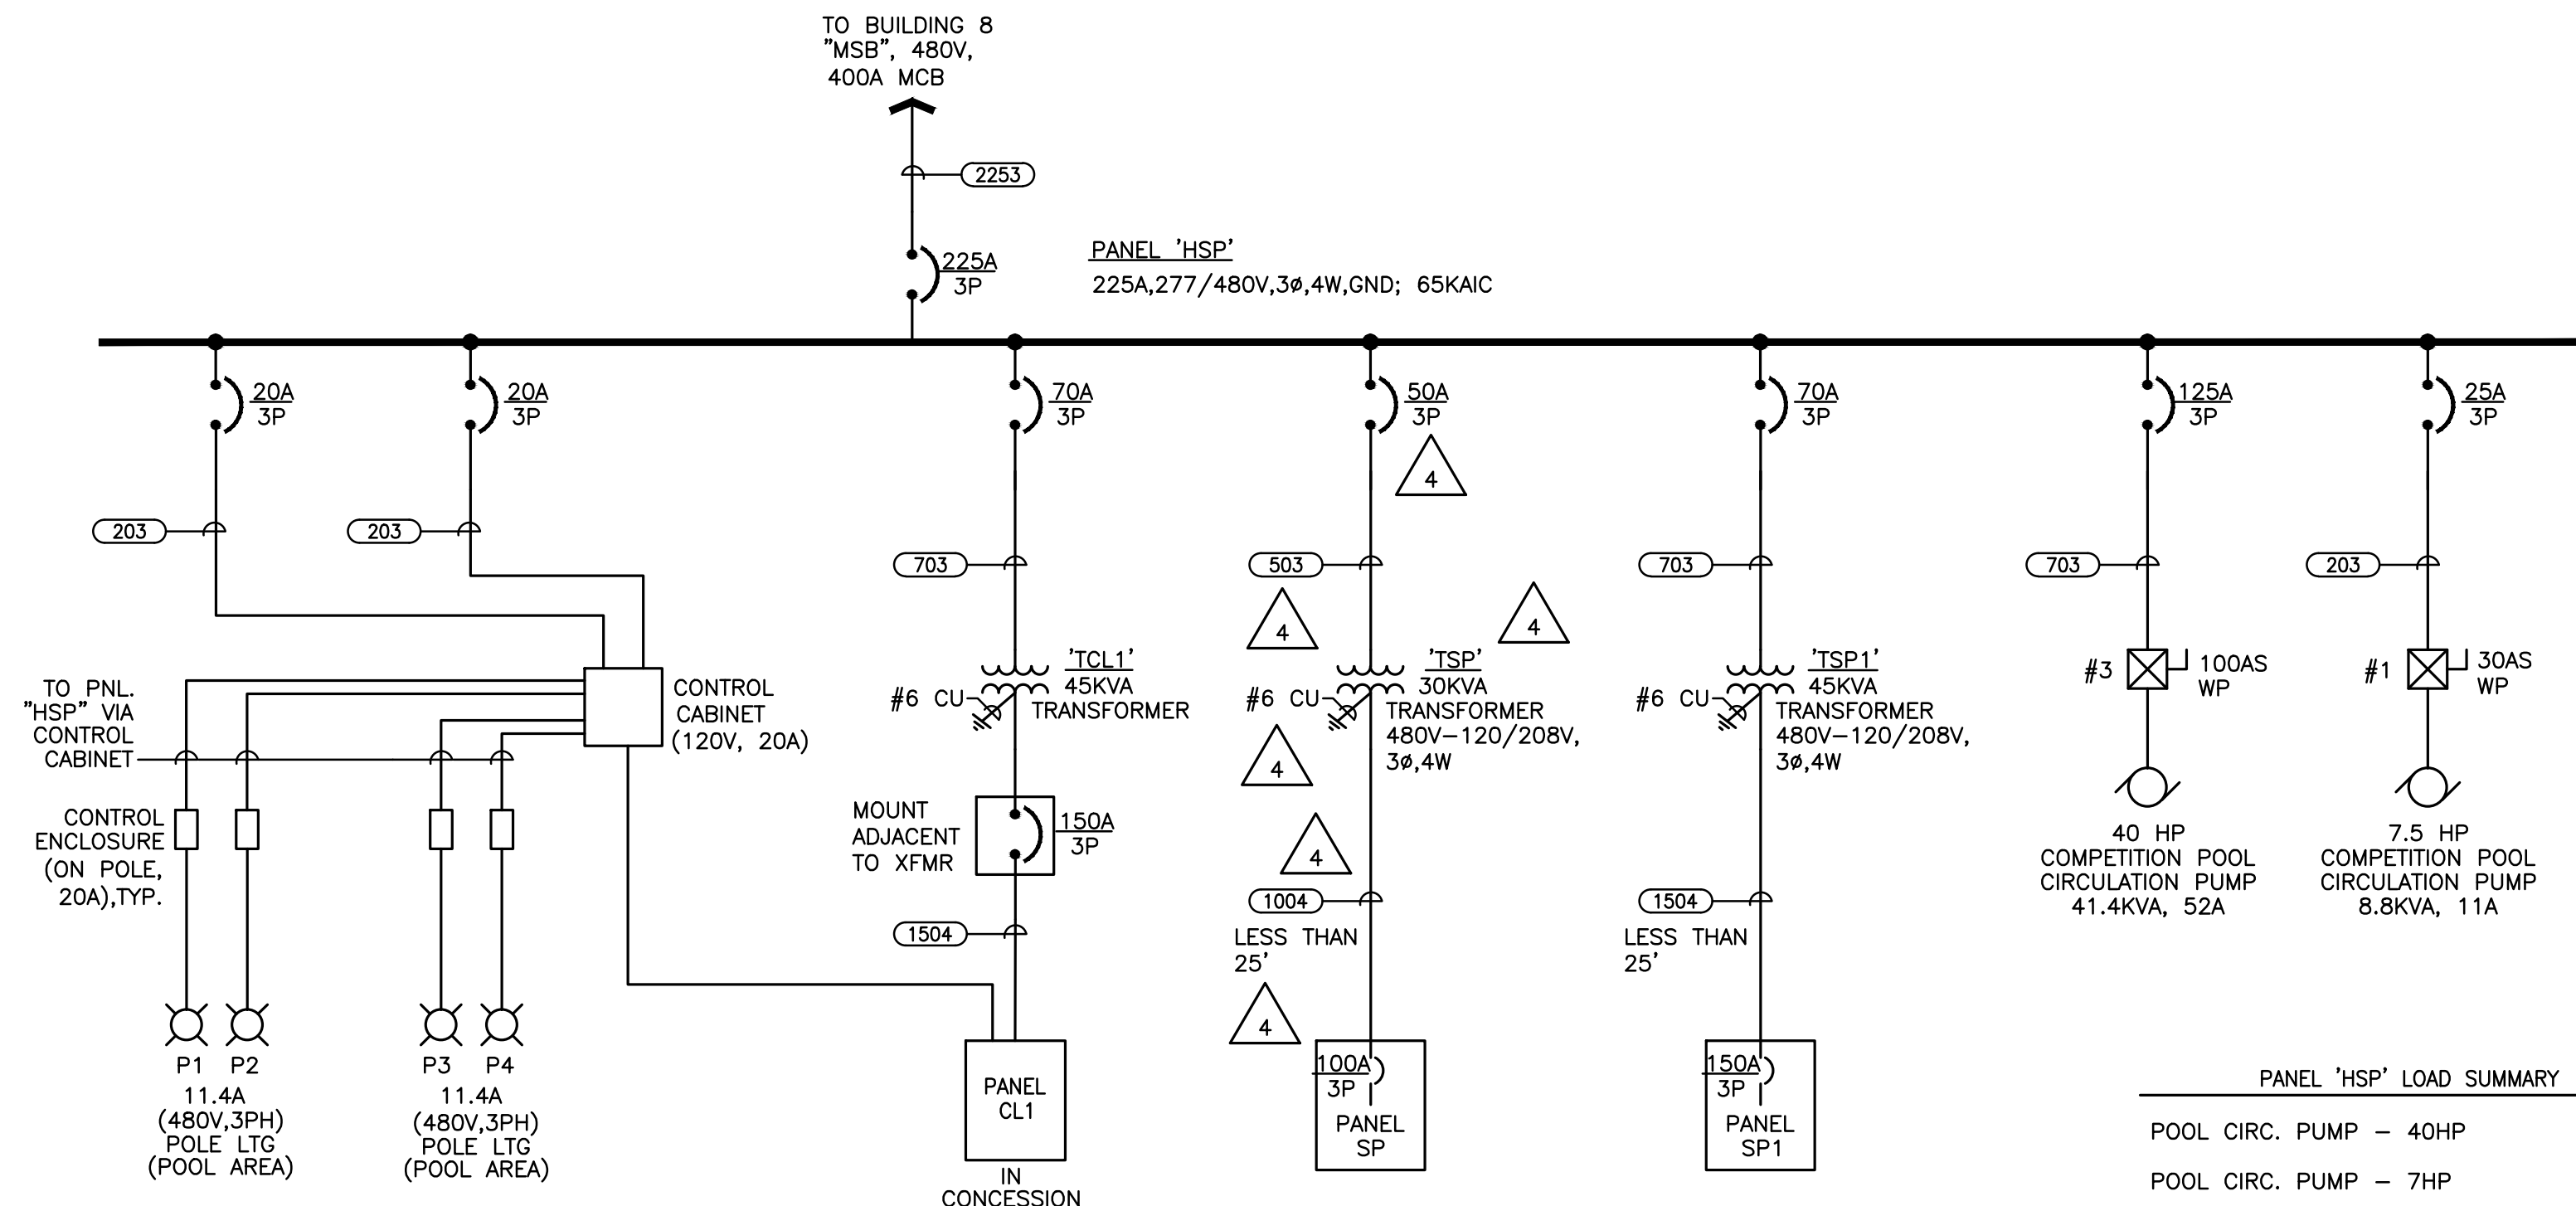 TO BUILDING 8
"MSB", 480V,
400A MCB
2253
225A
3P
PANEL 'HSP'
225A,277/480V,3ø,4W,GND; 65KAIC
20A
3P
20A
3P
70A
3P
50A
3P
70A
3P
125A
3P
25A
3P
4
203
203
703
503
703
703
203
4
4
TO PNL.
"HSP" VIA
CONTROL
CABINET
CONTROL
CABINET
(120V, 20A)
#6 CU
'TCL1'
45KVA
TRANSFORMER
#6 CU
'TSP'
30KVA
TRANSFORMER
480V-120/208V,
3ø,4W
#6 CU
'TSP1'
45KVA
TRANSFORMER
480V-120/208V,
3ø,4W
#3
100AS
WP
#1
30AS
WP
4
CONTROL
ENCLOSURE
(ON POLE,
20A),TYP.
MOUNT
ADJACENT
TO XFMR
150A
3P
4
40 HP
COMPETITION POOL
CIRCULATION PUMP
41.4KVA, 52A
7.5 HP
COMPETITION POOL
CIRCULATION PUMP
8.8KVA, 11A
1504
1004
LESS THAN
25'
1504
LESS THAN
25'
4
P1
P2
11.4A
(480V,3PH)
POLE LTG
(POOL AREA)
P3
P4
11.4A
(480V,3PH)
POLE LTG
(POOL AREA)
PANEL
CL1
IN
CONCESSION
100A
3P
PANEL
SP
150A
3P
PANEL
SP1
PANEL 'HSP' LOAD SUMMARY
POOL CIRC. PUMP - 40HP
POOL CIRC. PUMP - 7HP